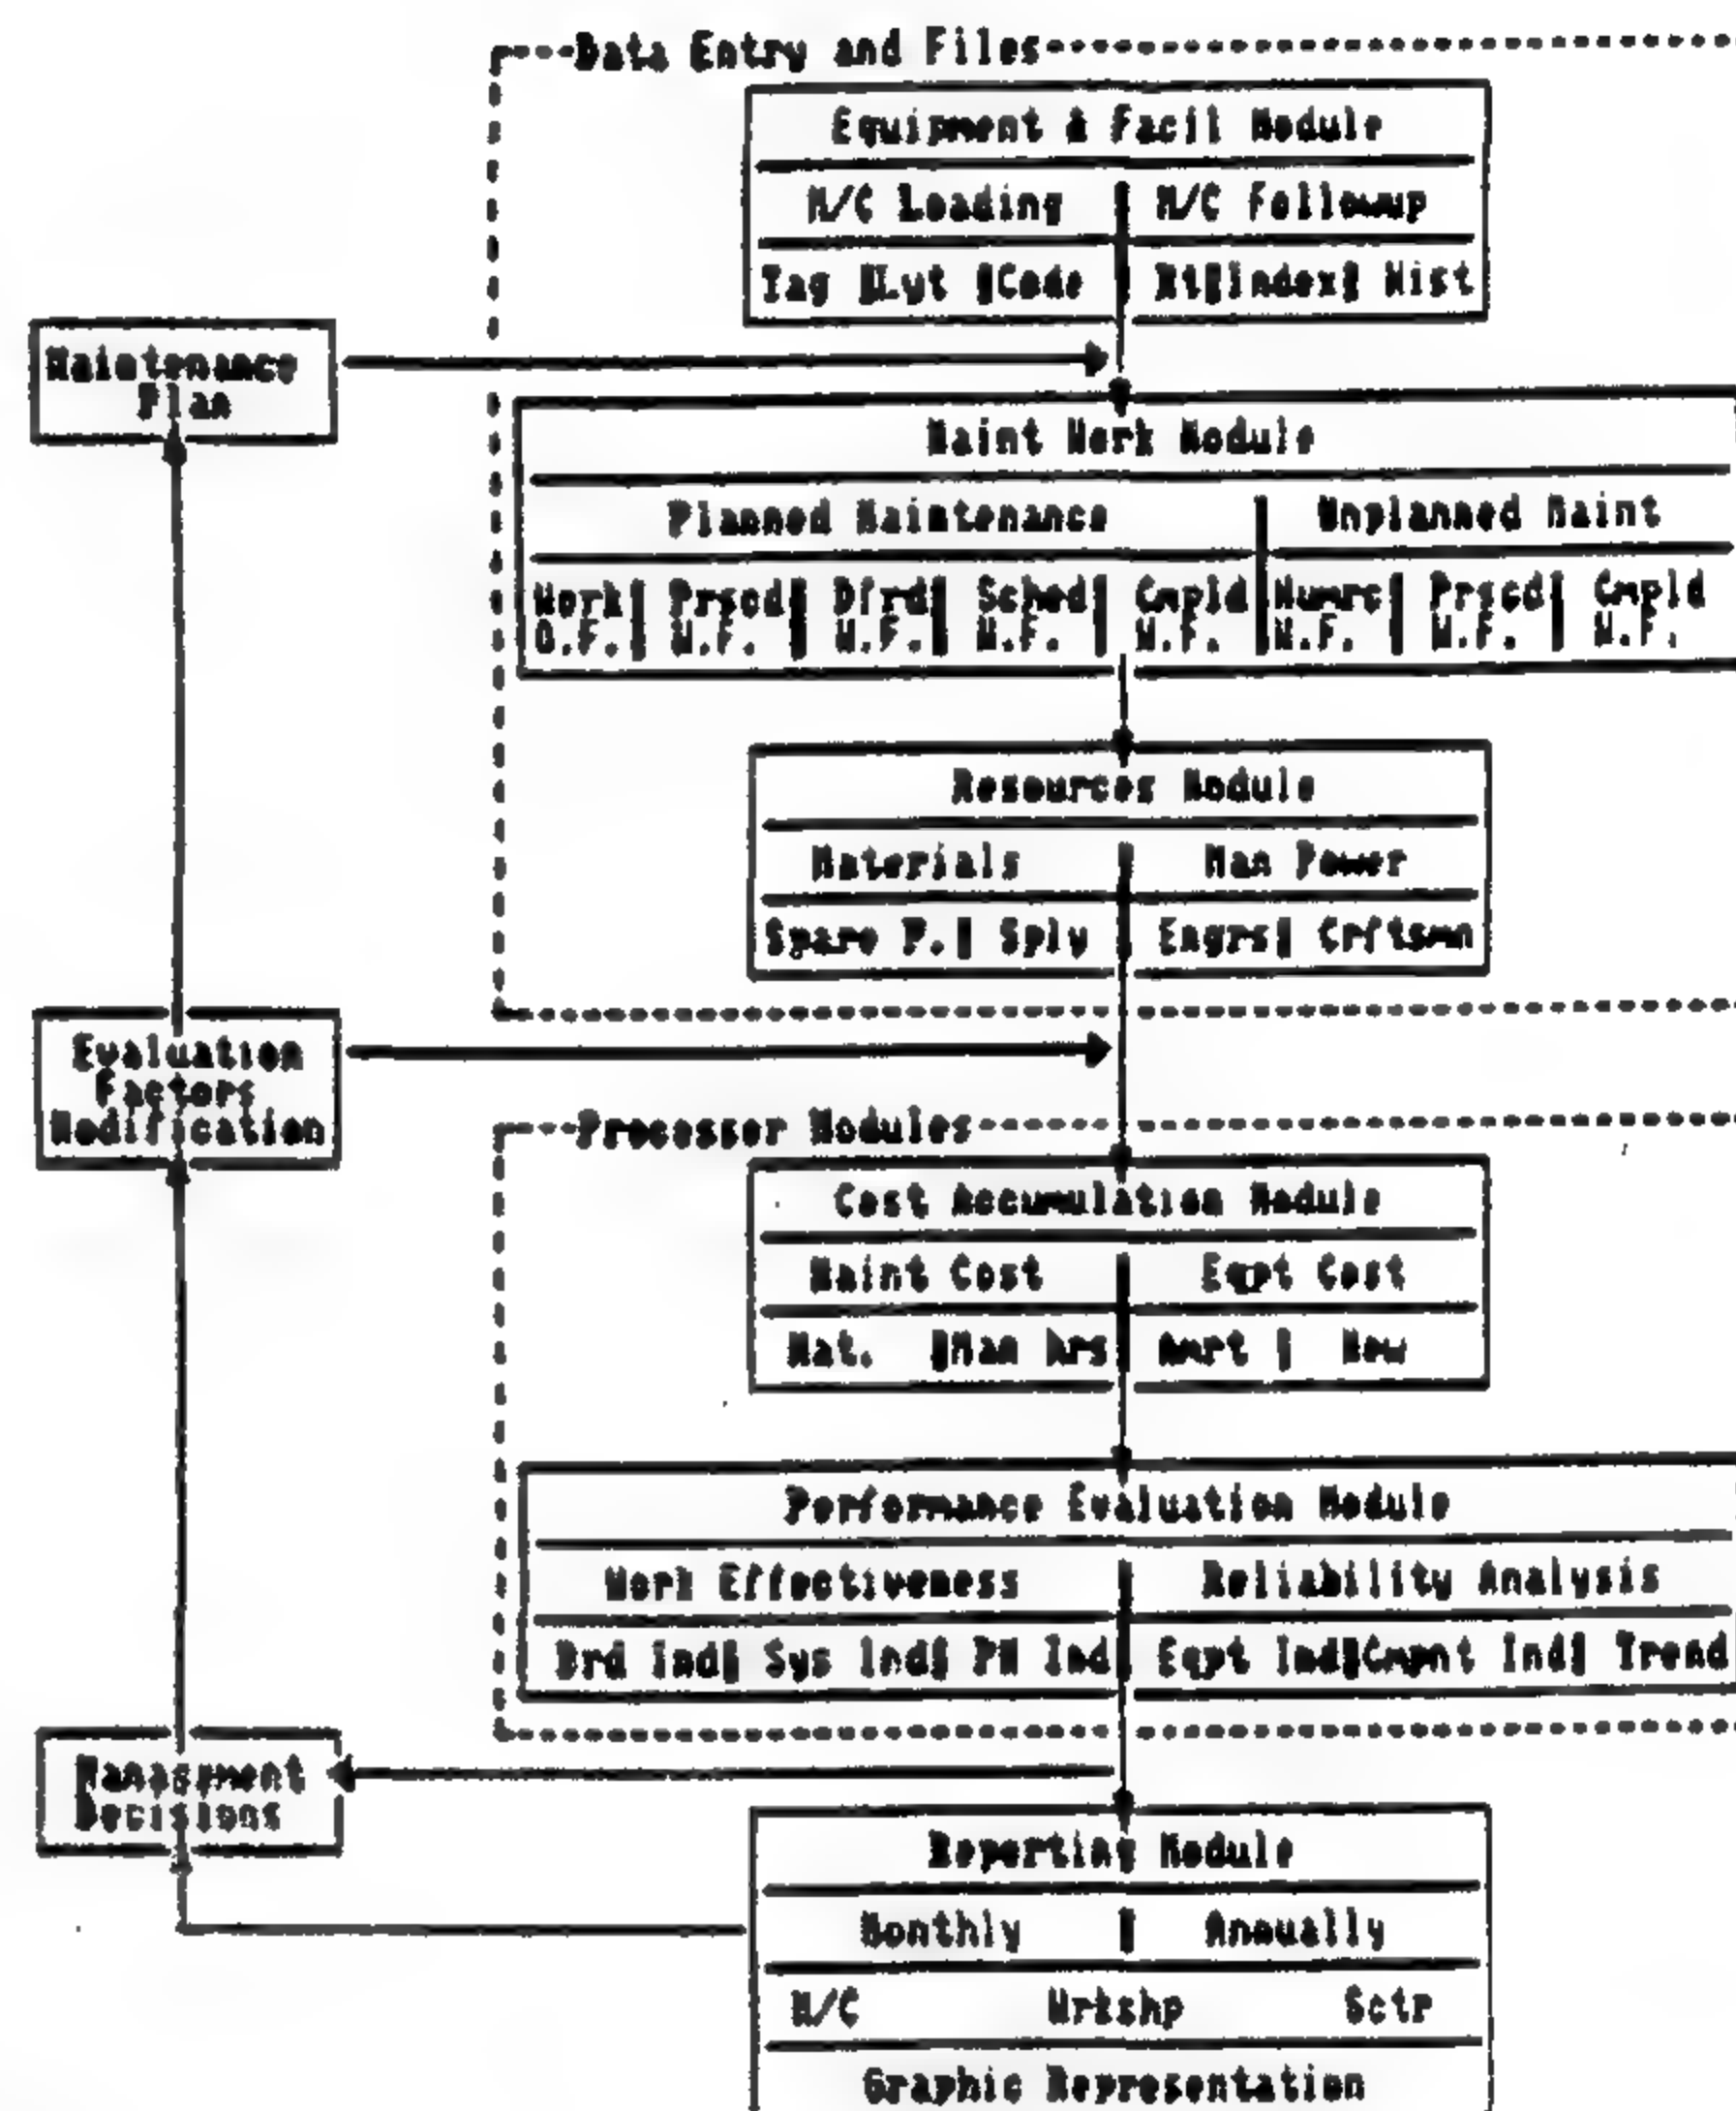 Data Entry and Files
Equipment & Facil Module
M/C Loading | M/C Followup
Tag | Lyt | Code | Rt | Index | Hist
Maintenance
Plan
Maint Work Module
Planned Maintenance | Unplanned Maint
Work | Prscd | Dfrd | Sched | Cmpld | Numrc | Prscd | Cmpld
O.F. | W.F. | W.F. | W.F. | W.F. | W.F. | W.F. | W.F.
Resources Module
Materials | Man Power
Spare P. | Sply | Engrs | Crftsmn
Evaluation
Factors
Modification
Processor Modules
Cost Accumulation Module
Maint Cost | Eqpt Cost
Mat. | Man hrs | Amrt | New
Performance Evaluation Module
Work Effectiveness | Reliability Analysis
Sys Ind | PM Ind | Eqpt Ind | Cmpnt Ind | Trend
Managment
Decisions
Reporting Module
Monthly | Anoually
M/C Wrkshp Sctr
Graphic Representation